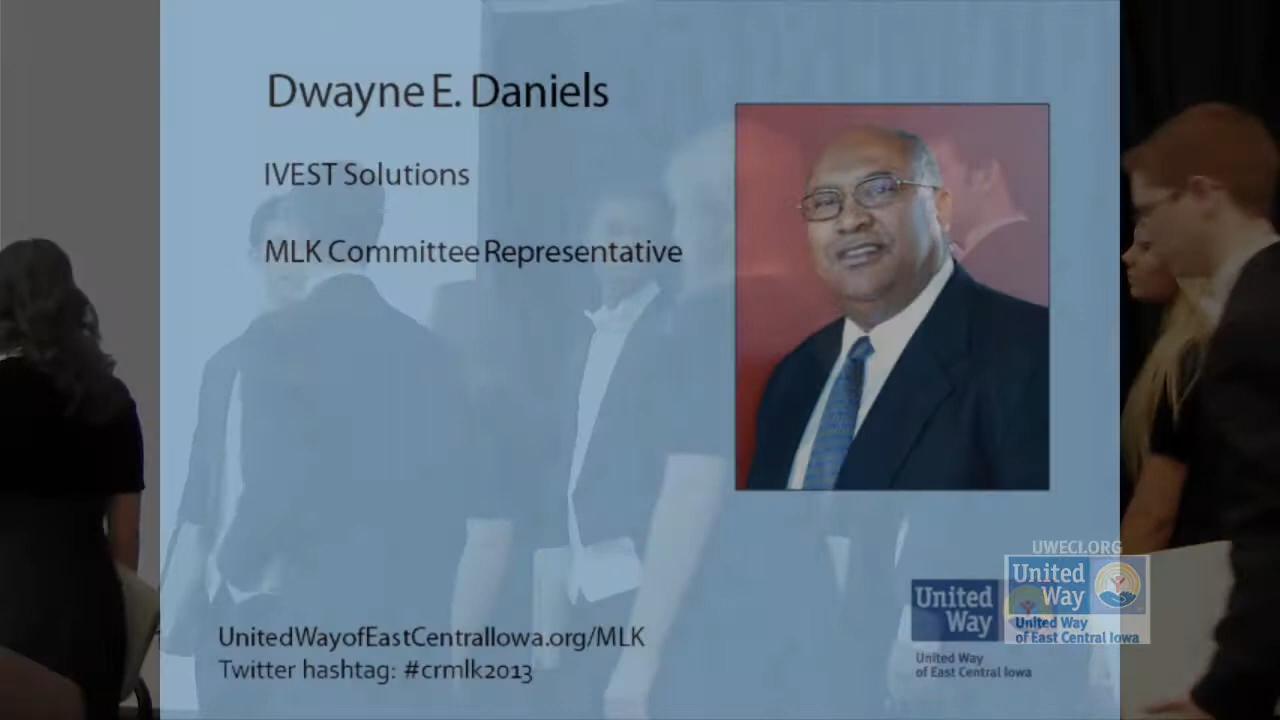 Dwayne E. Daniels
IVEST Solutions
MLK Committee Representative
UWECI.ORG
United
Way
United Way
of East Central Iowa
United
Way
United Way
of East Central Iowa
UnitedWayofEastCentralIowa.org/MLK
Twitter hashtag: #crmlk2013